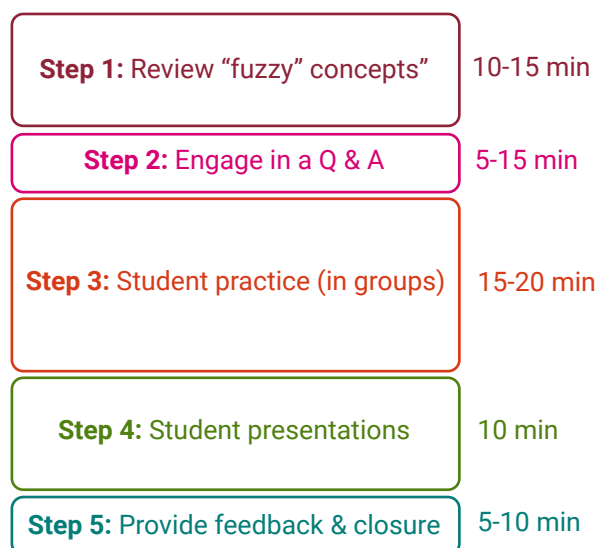 Step 1: Review “fuzzy” concepts” 10-15 min
Step 2: Engage in a Q & A 5-15 min
Step 3: Student practice (in groups) 15-20 min
Step 4: Student presentations 10 min
Step 5: Provide feedback & closure 5-10 min